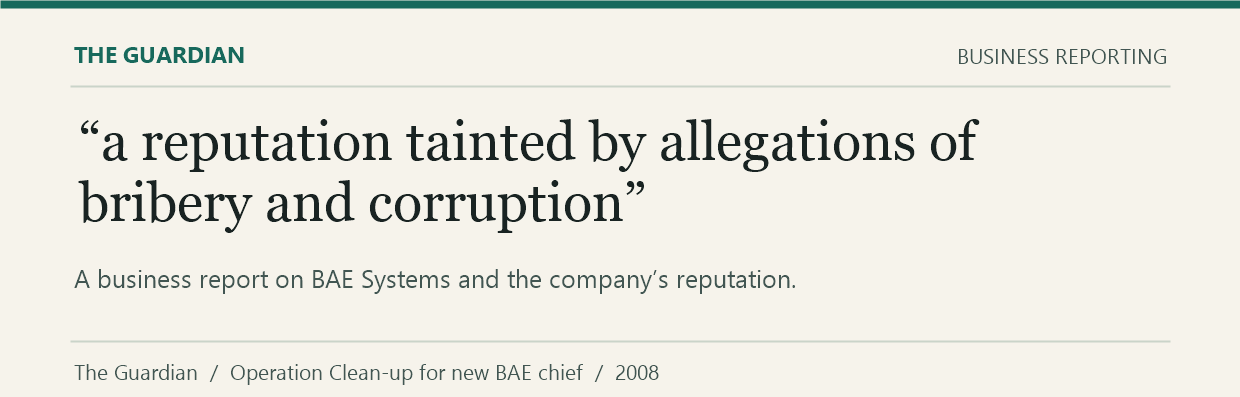 THE GUARDIAN
BUSINESS REPORTING
“a reputation tainted by allegations of
bribery and corruption”
A business report on BAE Systems and the company’s reputation.
The Guardian / Operation Clean-up for new BAE chief / 2008